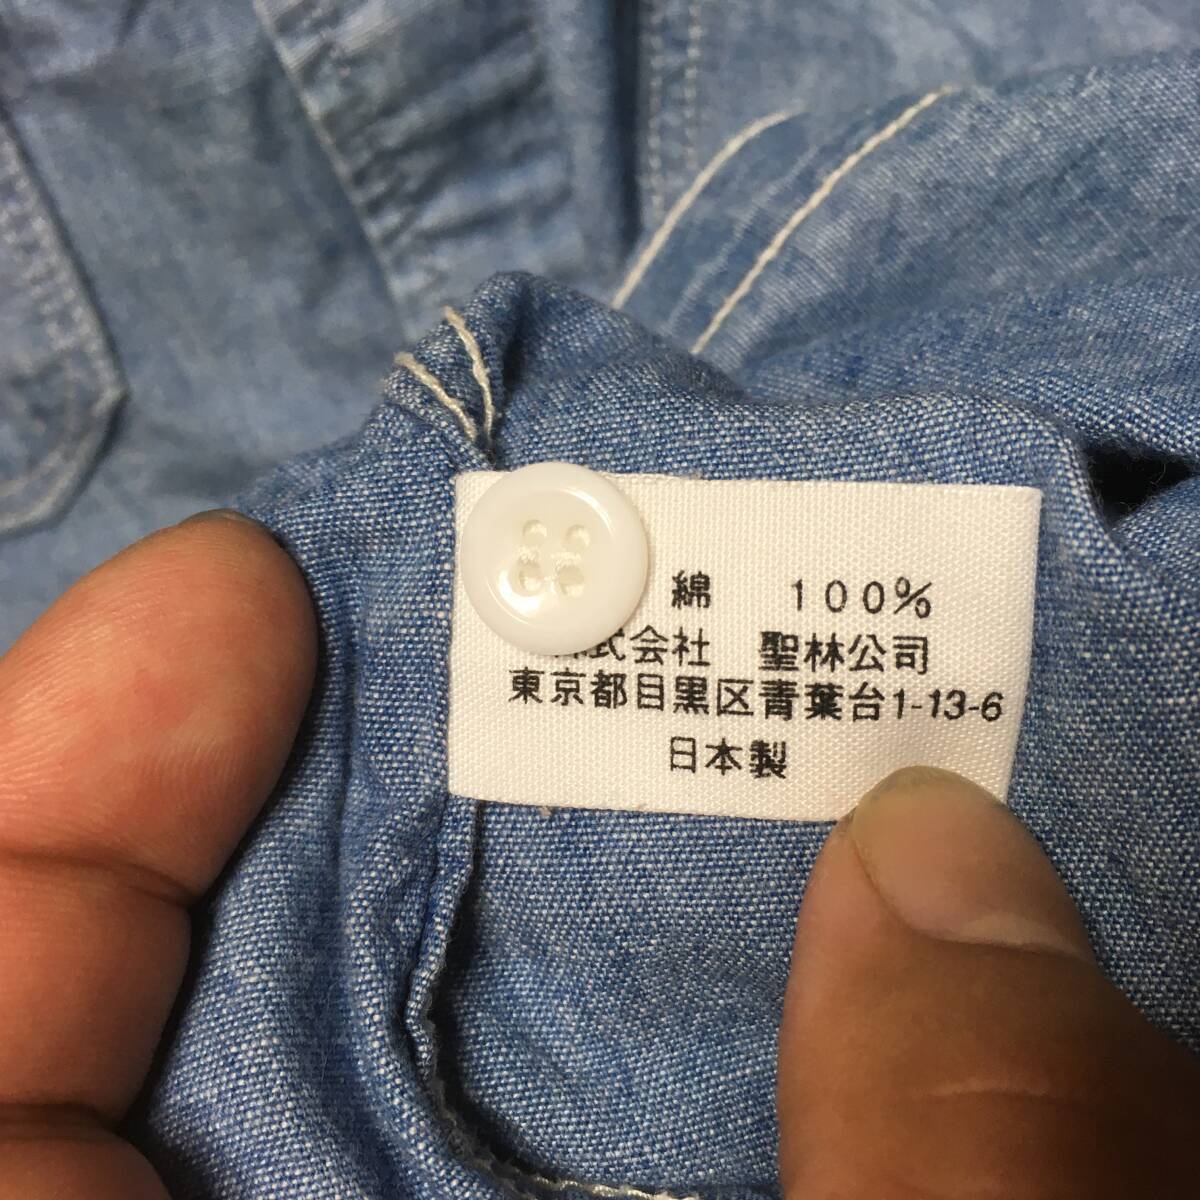 綿 100%
式会社 聖林公司
東京都目黒区青葉台1-13-6
日本製